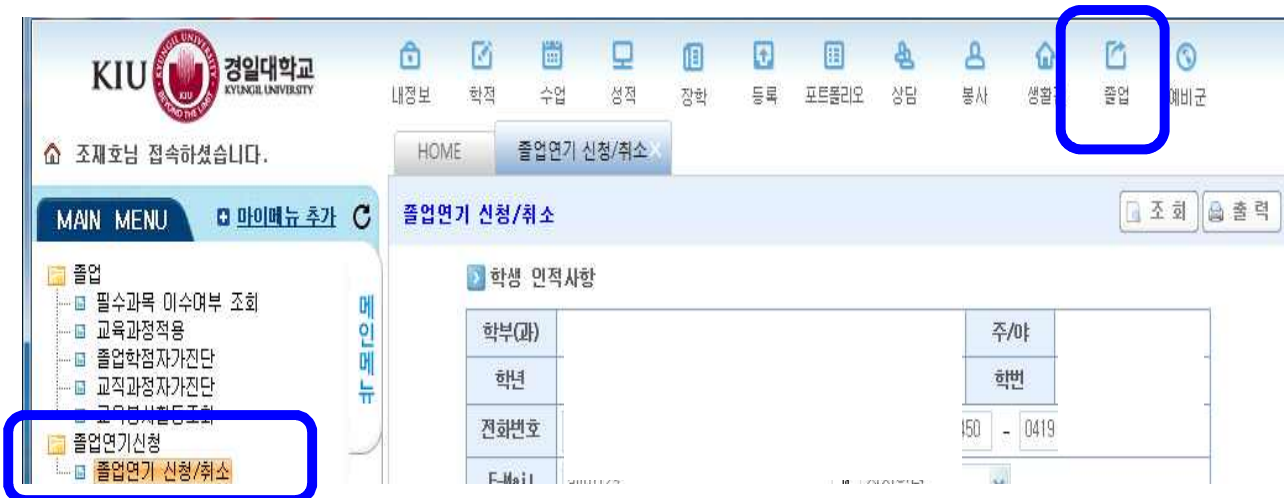 KIU 경일대학교
KYUNGIL UNIVERSITY
내정보 학적 수업 성적 장학 등록 포트폴리오 상담 봉사 졸업
조재호님 접속하셨습니다.
HOME 졸업연기 신청/취소
MAIN MENU 마이메뉴 추가
졸업연기 신청/취소 조회 출력
학생 인적사항
졸업
필수과목 이수여부 조회
교육과정적용
졸업학점자가진단
교직과정자가진단
졸업연기신청
졸업연기 신청/취소
메인메뉴
학부(과) 주/야
학년 학번
전화번호 - 0419
E-Mail